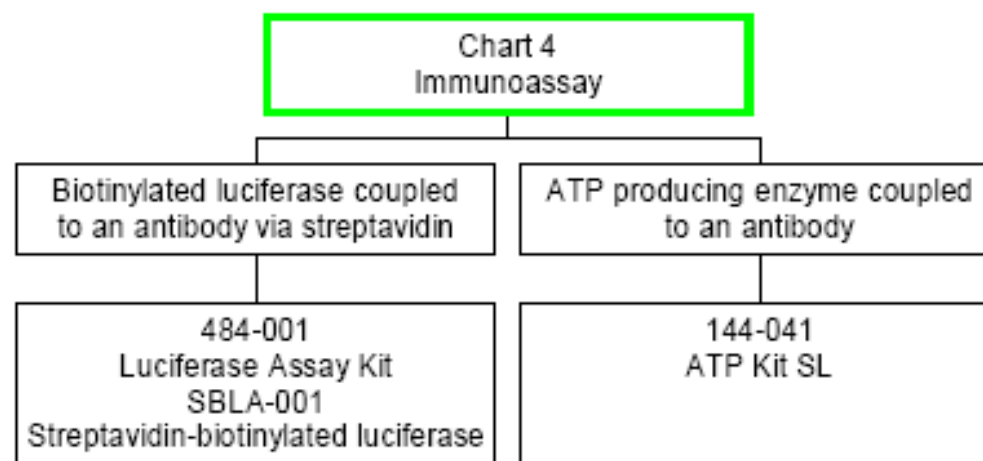 Chart 4
Immunoassay
Biotinylated luciferase coupled
to an antibody via streptavidin
ATP producing enzyme coupled
to an antibody
484-001
Luciferase Assay Kit
SBLA-001
Streptavidin-biotinylated luciferase
144-041
ATP Kit SL